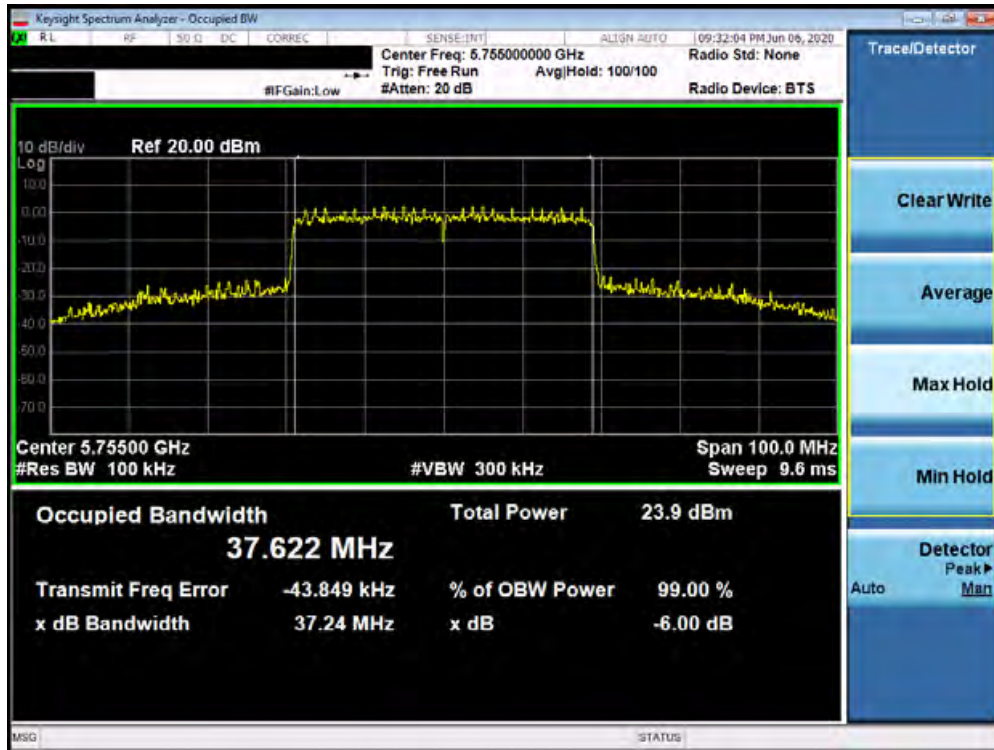 Keysight Spectrum Analyzer - Occupied BW
RL RF 50 Ω DC CORREC SENSE:INT ALIGN AUTO 09:32:04 PM Jun 06, 2020
Center Freq: 5.755000000 GHz Radio Std: None
Trig: Free Run Avg|Hold: 100/100
#IFGain:Low #Atten: 20 dB Radio Device: BTS
10 dB/div Ref 20.00 dBm
Log
10.0
0.00
-10.0
-20.0
-30.0
-40.0
-50.0
-60.0
-70.0
Center 5.75500 GHz Span 100.0 MHz
#Res BW 100 kHz #VBW 300 kHz Sweep 9.6 ms
Occupied Bandwidth Total Power 23.9 dBm
37.622 MHz
Transmit Freq Error -43.849 kHz % of OBW Power 99.00 %
x dB Bandwidth 37.24 MHz x dB -6.00 dB
MSG STATUS
Trace/Detector
Clear Write
Average
Max Hold
Min Hold
Detector
Peak▶
Auto Man